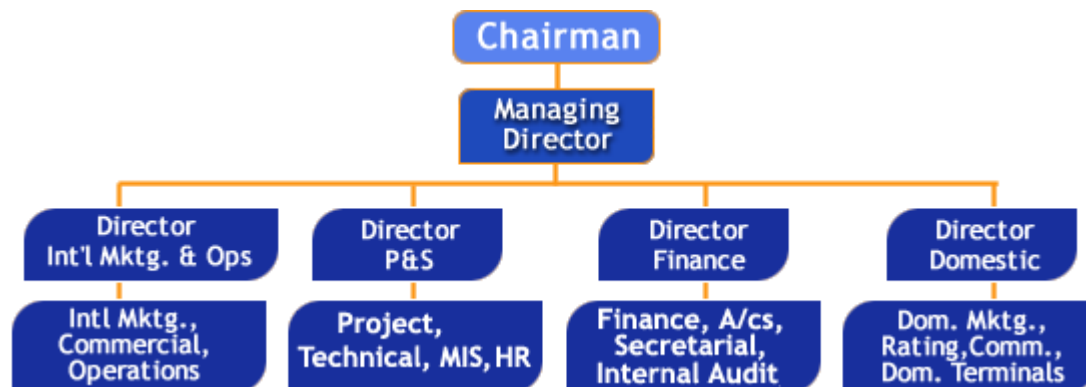 Chairman
Managing
Director
Director
Int'l Mktg. & Ops
Director
P&S
Director
Finance
Director
Domestic
Intl Mktg.,
Commercial,
Operations
Project,
Technical, MIS, HR
Finance, A/cs,
Secretarial,
Internal Audit
Dom. Mktg.,
Rating,Comm.,
Dom. Terminals